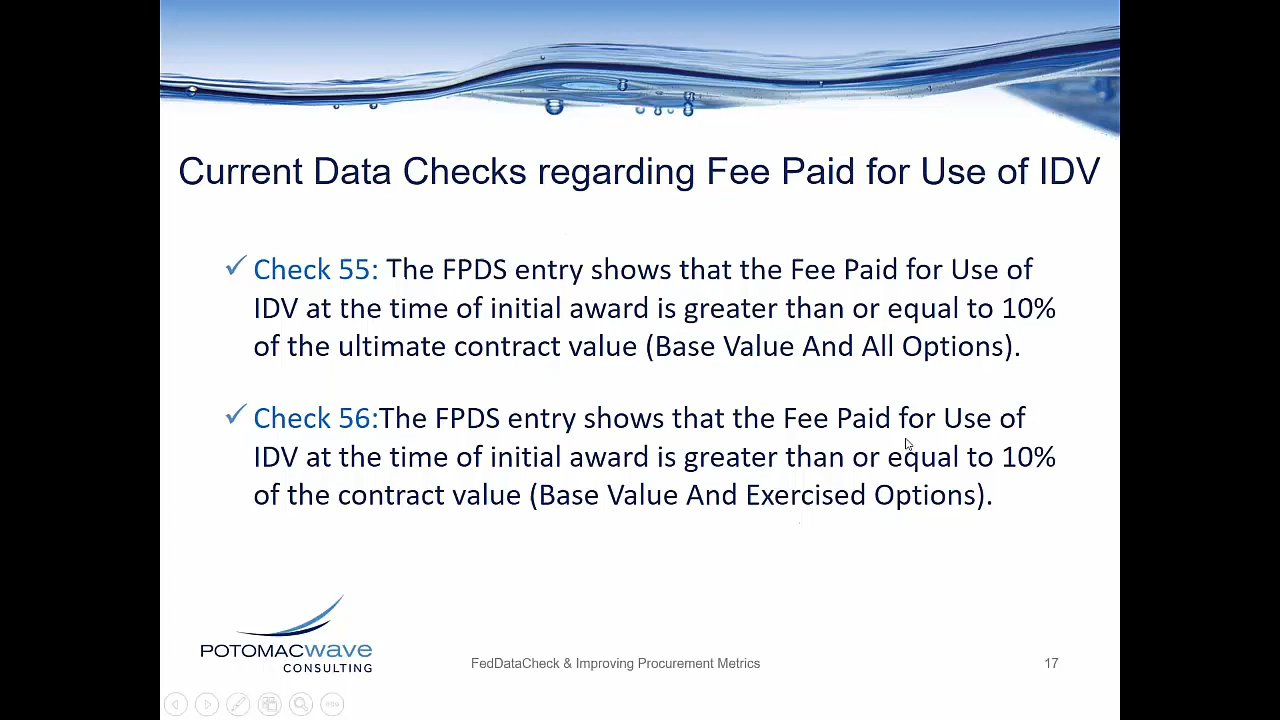 Current Data Checks regarding Fee Paid for Use of IDV
✓ Check 55: The FPDS entry shows that the Fee Paid for Use of
IDV at the time of initial award is greater than or equal to 10%
of the ultimate contract value (Base Value And All Options).
✓ Check 56:The FPDS entry shows that the Fee Paid for Use of
IDV at the time of initial award is greater than or equal to 10%
of the contract value (Base Value And Exercised Options).
POTOMACwave
CONSULTING
FedDataCheck & Improving Procurement Metrics
17